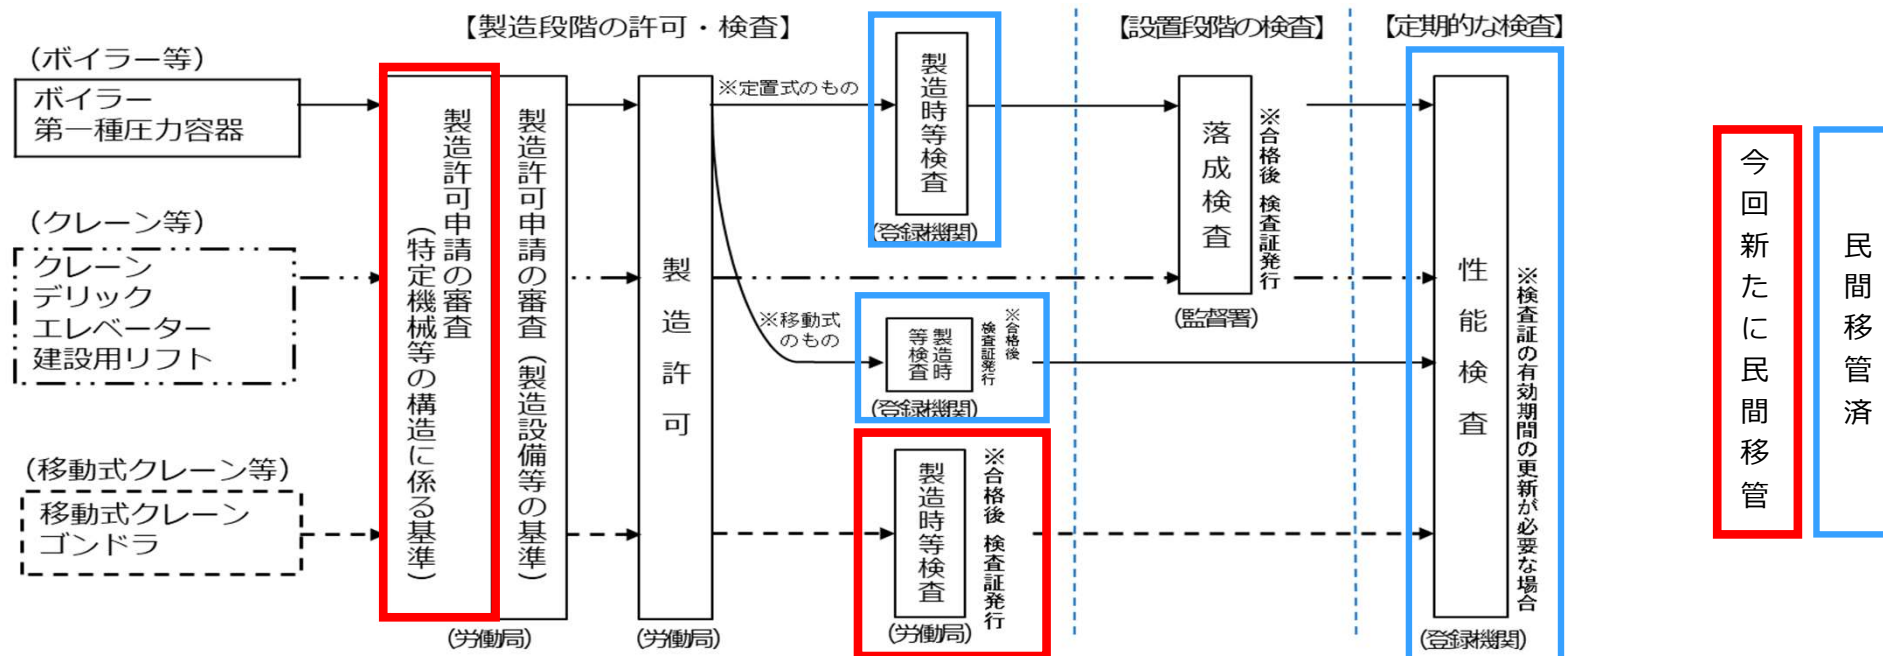 【製造段階の許可・検査】
【設置段階の検査】
【定期的な検査】
(ボイラー等)
ボイラー
第一種圧力容器
(クレーン等)
クレーン
デリック
エレベーター
建設用リフト
(移動式クレーン等)
移動式クレーン
ゴンドラ
製造許可申請の審査
(特定機械等の構造に係る基準)
製造許可申請の審査(製造設備等の基準)
(労働局)
製造許可
(労働局)
※定置式のもの
製造時等検査
(登録機関)
※移動式
のもの
製造時
等検査
※合格後
検査証発行
(登録機関)
製造時等検査
※合格後 検査証発行
(労働局)
落成検査
※合格後 検査証発行
(監督署)
性能検査
※検査証の有効期間の更新が必要な場合
(登録機関)
今回新たに民間移管
民間移管済